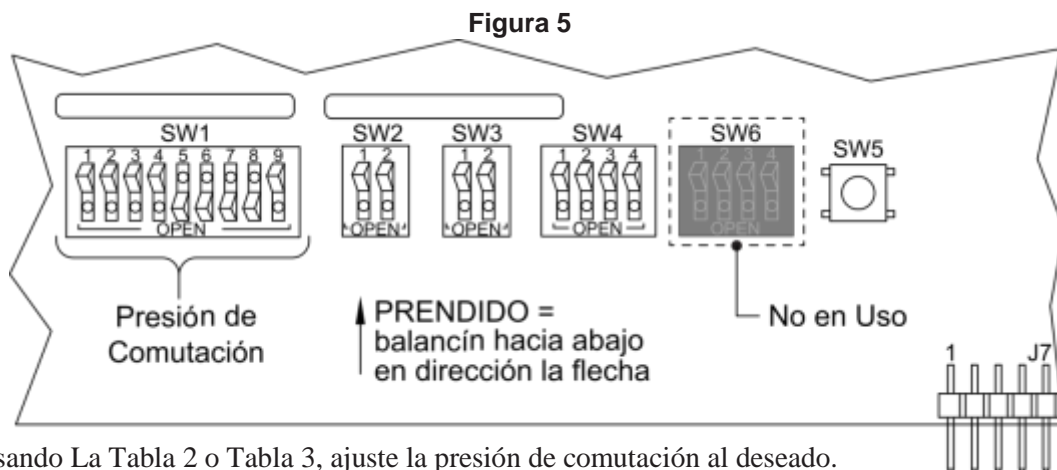 Figura 5
SW1 SW2 SW3 SW4 SW6 SW5
1 2 3 4 5 6 7 8 9 1 2 1 2 1 2 3 4 1 2 3 4
OPEN OPEN OPEN OPEN OPEN
Presión de
Comutación
PRENDIDO =
balancín hacia abajo
en dirección la flecha
No en Uso
1 J7
sando La Tabla 2 o Tabla 3, ajuste la presión de comutación al deseado.